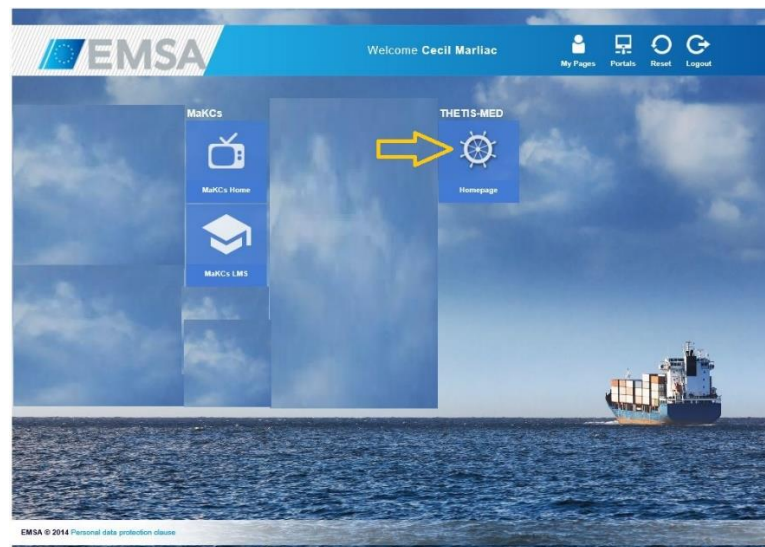 EMSA
Welcome Cecil Marliac
My Pages Portals Reset Logout
MaKCs
THETIS-MED
MaKCs Home
Homepage
MaKCs LMS
EMSA © 2014 Personal data protection clause